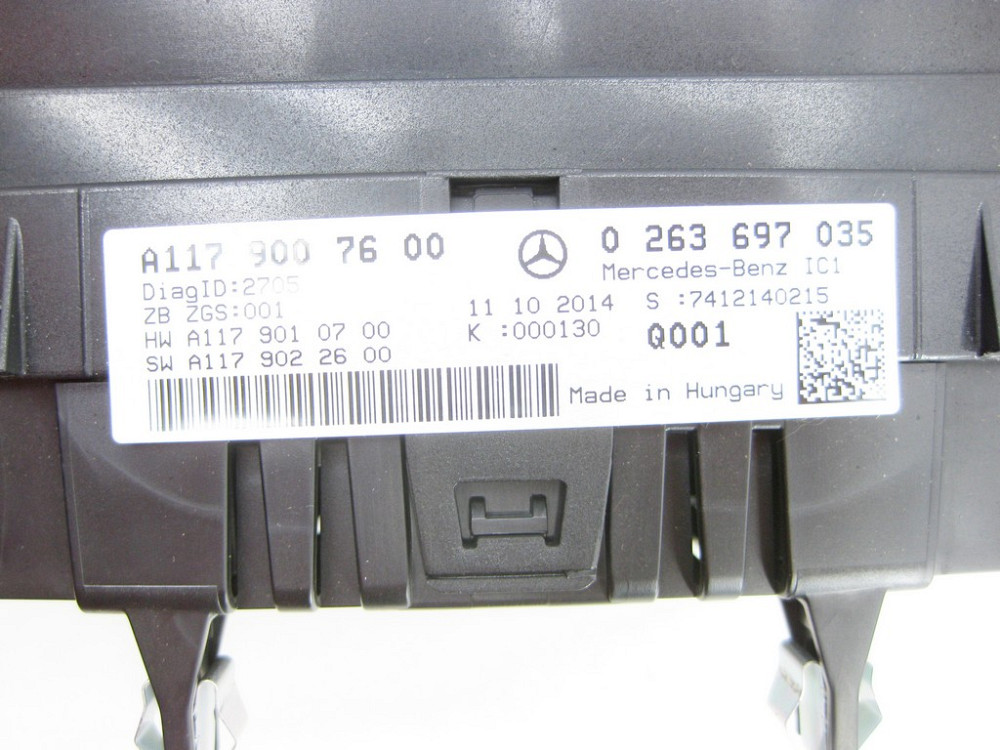 A117 900 76 00
0 263 697 035
Mercedes-Benz IC1
DiagID:2705
ZB ZGS:001
11 10 2014
S :7412140215
HW A117 901 07 00
K :000130
Q001
SW A117 902 26 00
Made in Hungary